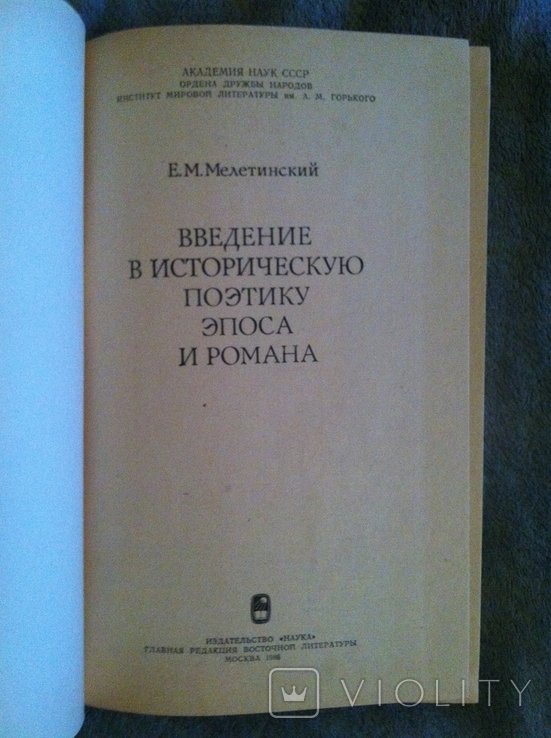 АКАДЕМИЯ НАУК СССР
ОРДЕНА ДРУЖБЫ НАРОДОВ
ИНСТИТУТ МИРОВОЙ ЛИТЕРАТУРЫ им. А. М. ГОРЬКОГО
Е.М.Мелетинский
ВВЕДЕНИЕ
В ИСТОРИЧЕСКУЮ
ПОЭТИКУ
ЭПОСА
И РОМАНА
ИЗДАТЕЛЬСТВО «НАУКА»
ГЛАВНАЯ РЕДАКЦИЯ ВОСТОЧНОЙ ЛИТЕРАТУРЫ
МОСКВА 1986
VIOLITY